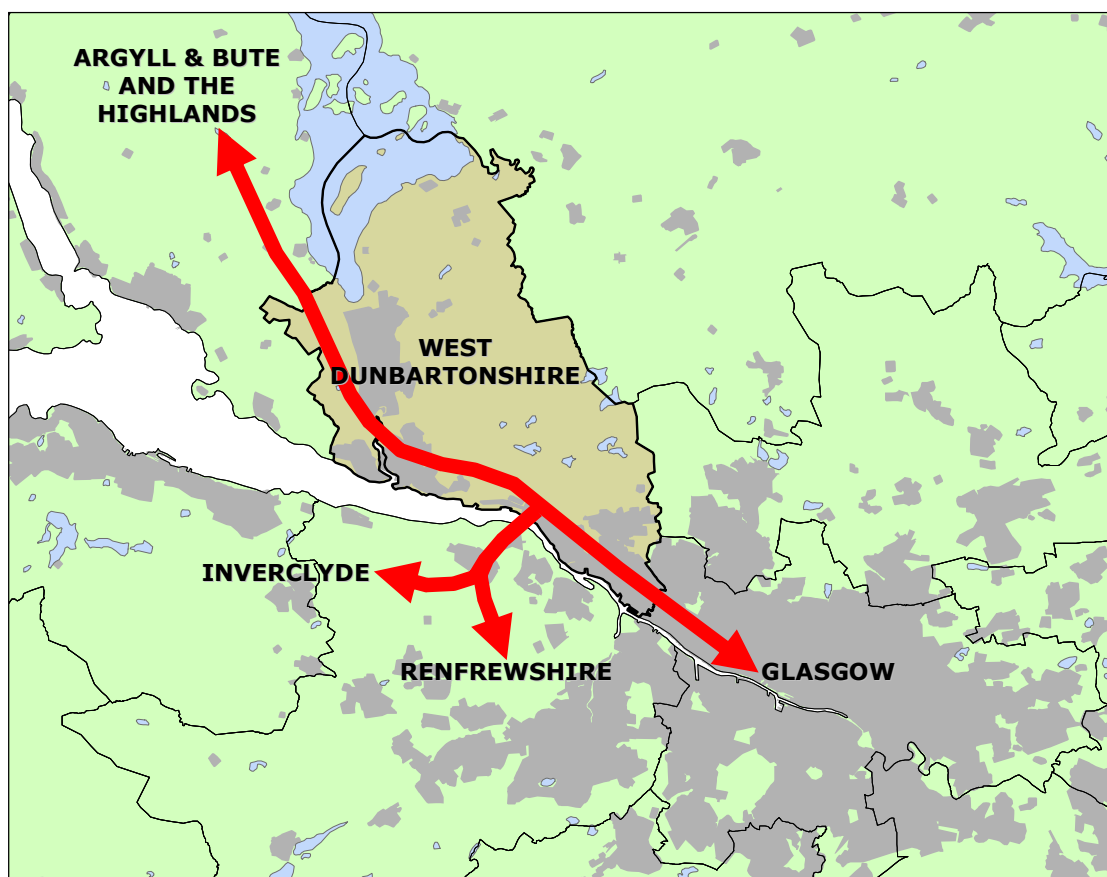 ARGYLL & BUTE
AND THE
HIGHLANDS
WEST
DUNBARTONSHIRE
INVERCLYDE
RENFREWSHIRE
GLASGOW